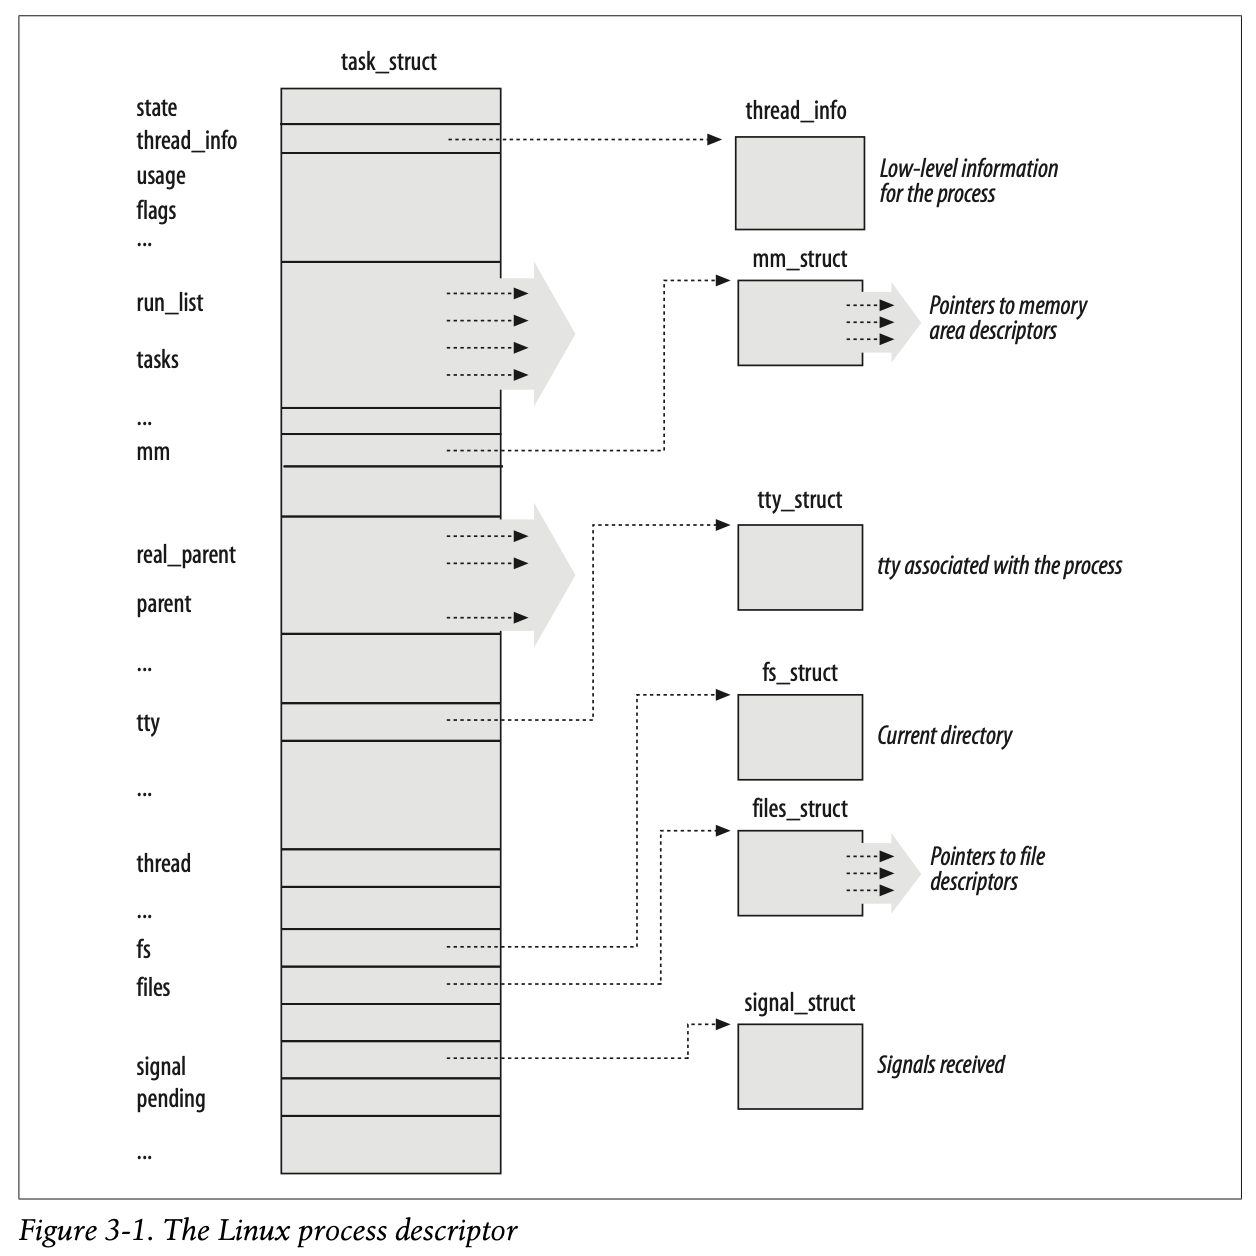 task_struct
state
thread_info
usage
flags
...
run_list
tasks
...
mm
real_parent
parent
...
tty
...
thread
...
fs
files
signal
pending
...
thread_info
Low-level information
for the process
mm_struct
Pointers to memory
area descriptors
tty_struct
tty associated with the process
fs_struct
Current directory
files_struct
Pointers to file
descriptors
signal_struct
Signals received
Figure 3-1. The Linux process descriptor